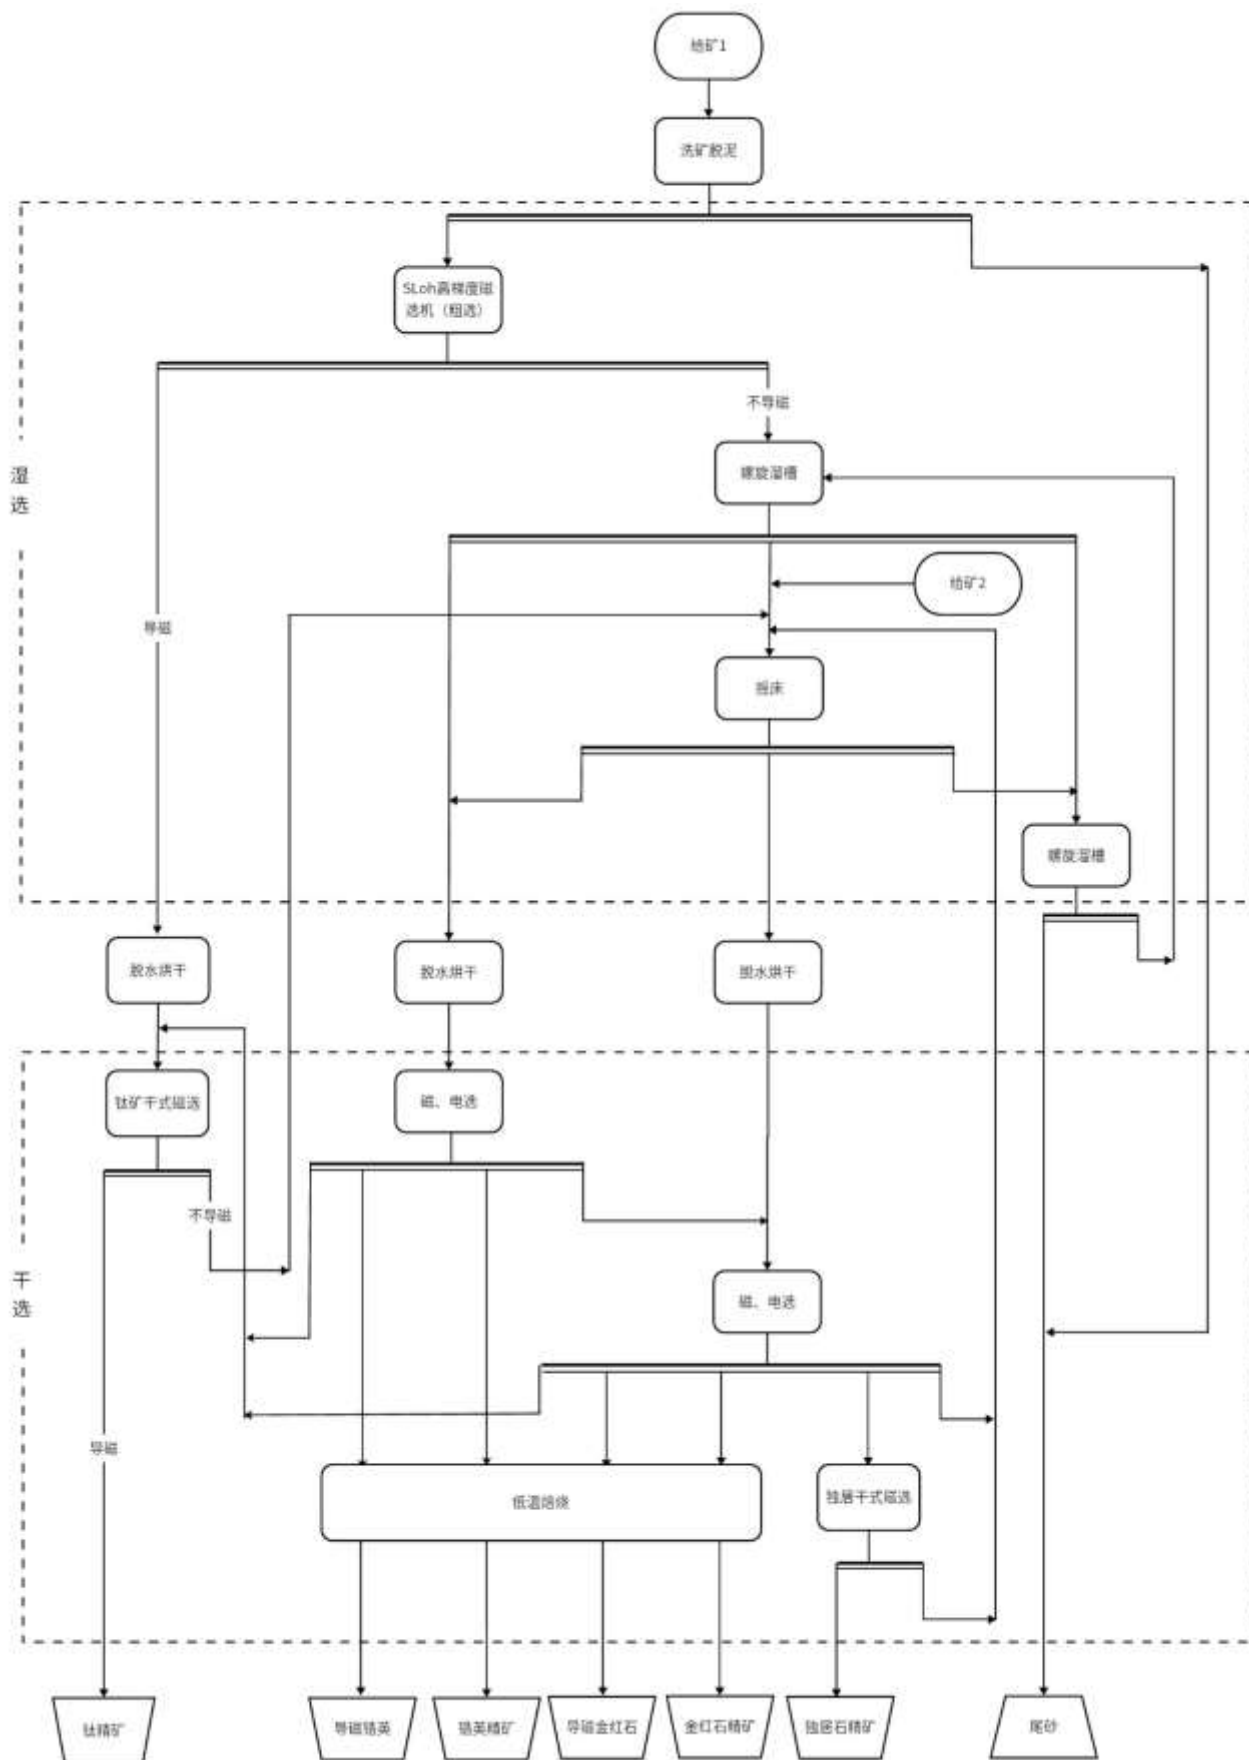 给矿1
洗矿脱泥
SLoh高梯度磁
选机（粗选）
不导磁
湿
选
螺旋溜槽
给矿2
导磁
摇床
螺旋溜槽
脱水烘干
脱水烘干
脱水烘干
钛矿干式磁选
磁、电选
不导磁
干
选
磁、电选
导磁
低温焙烧
独居干式磁选
钛精矿
导磁锆英
锆英精矿
导磁金红石
金红石精矿
独居石精矿
尾砂